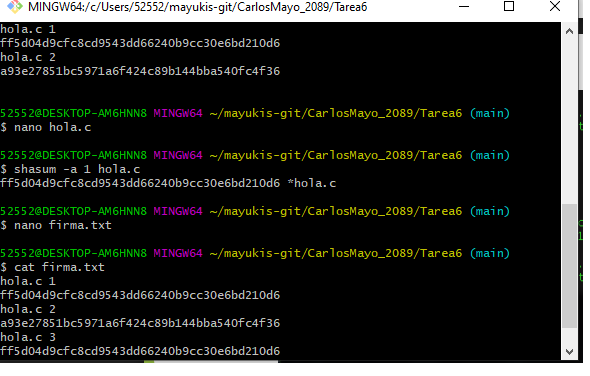 MINGW64:/c/Users/52552/mayukis-git/CarlosMayo_2089/Tarea6
hola.c 1
ff5d04d9cfc8cd9543dd66240b9cc30e6bd210d6
hola.c 2
a93e27851bc5971a6f424c89b144bba540fc4f36
52552@DESKTOP-AM6HNN8 MINGW64 ~/mayukis-git/CarlosMayo_2089/Tarea6 (main)
$ nano hola.c
52552@DESKTOP-AM6HNN8 MINGW64 ~/mayukis-git/CarlosMayo_2089/Tarea6 (main)
$ shasum -a 1 hola.c
ff5d04d9cfc8cd9543dd66240b9cc30e6bd210d6 *hola.c
52552@DESKTOP-AM6HNN8 MINGW64 ~/mayukis-git/CarlosMayo_2089/Tarea6 (main)
$ nano firma.txt
52552@DESKTOP-AM6HNN8 MINGW64 ~/mayukis-git/CarlosMayo_2089/Tarea6 (main)
$ cat firma.txt
hola.c 1
ff5d04d9cfc8cd9543dd66240b9cc30e6bd210d6
hola.c 2
a93e27851bc5971a6f424c89b144bba540fc4f36
hola.c 3
ff5d04d9cfc8cd9543dd66240b9cc30e6bd210d6